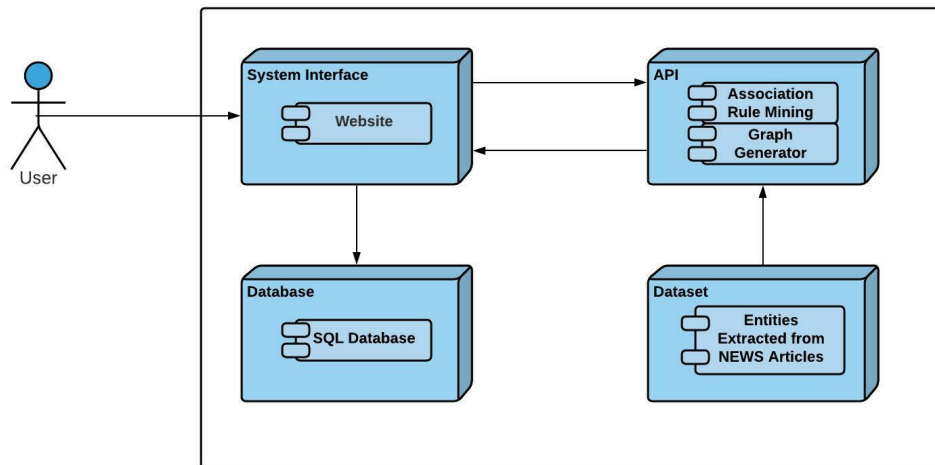 System Interface
Website
API
Association
Rule Mining
Graph
Generator
User
Database
SQL Database
Dataset
Entities
Extracted from
NEWS Articles